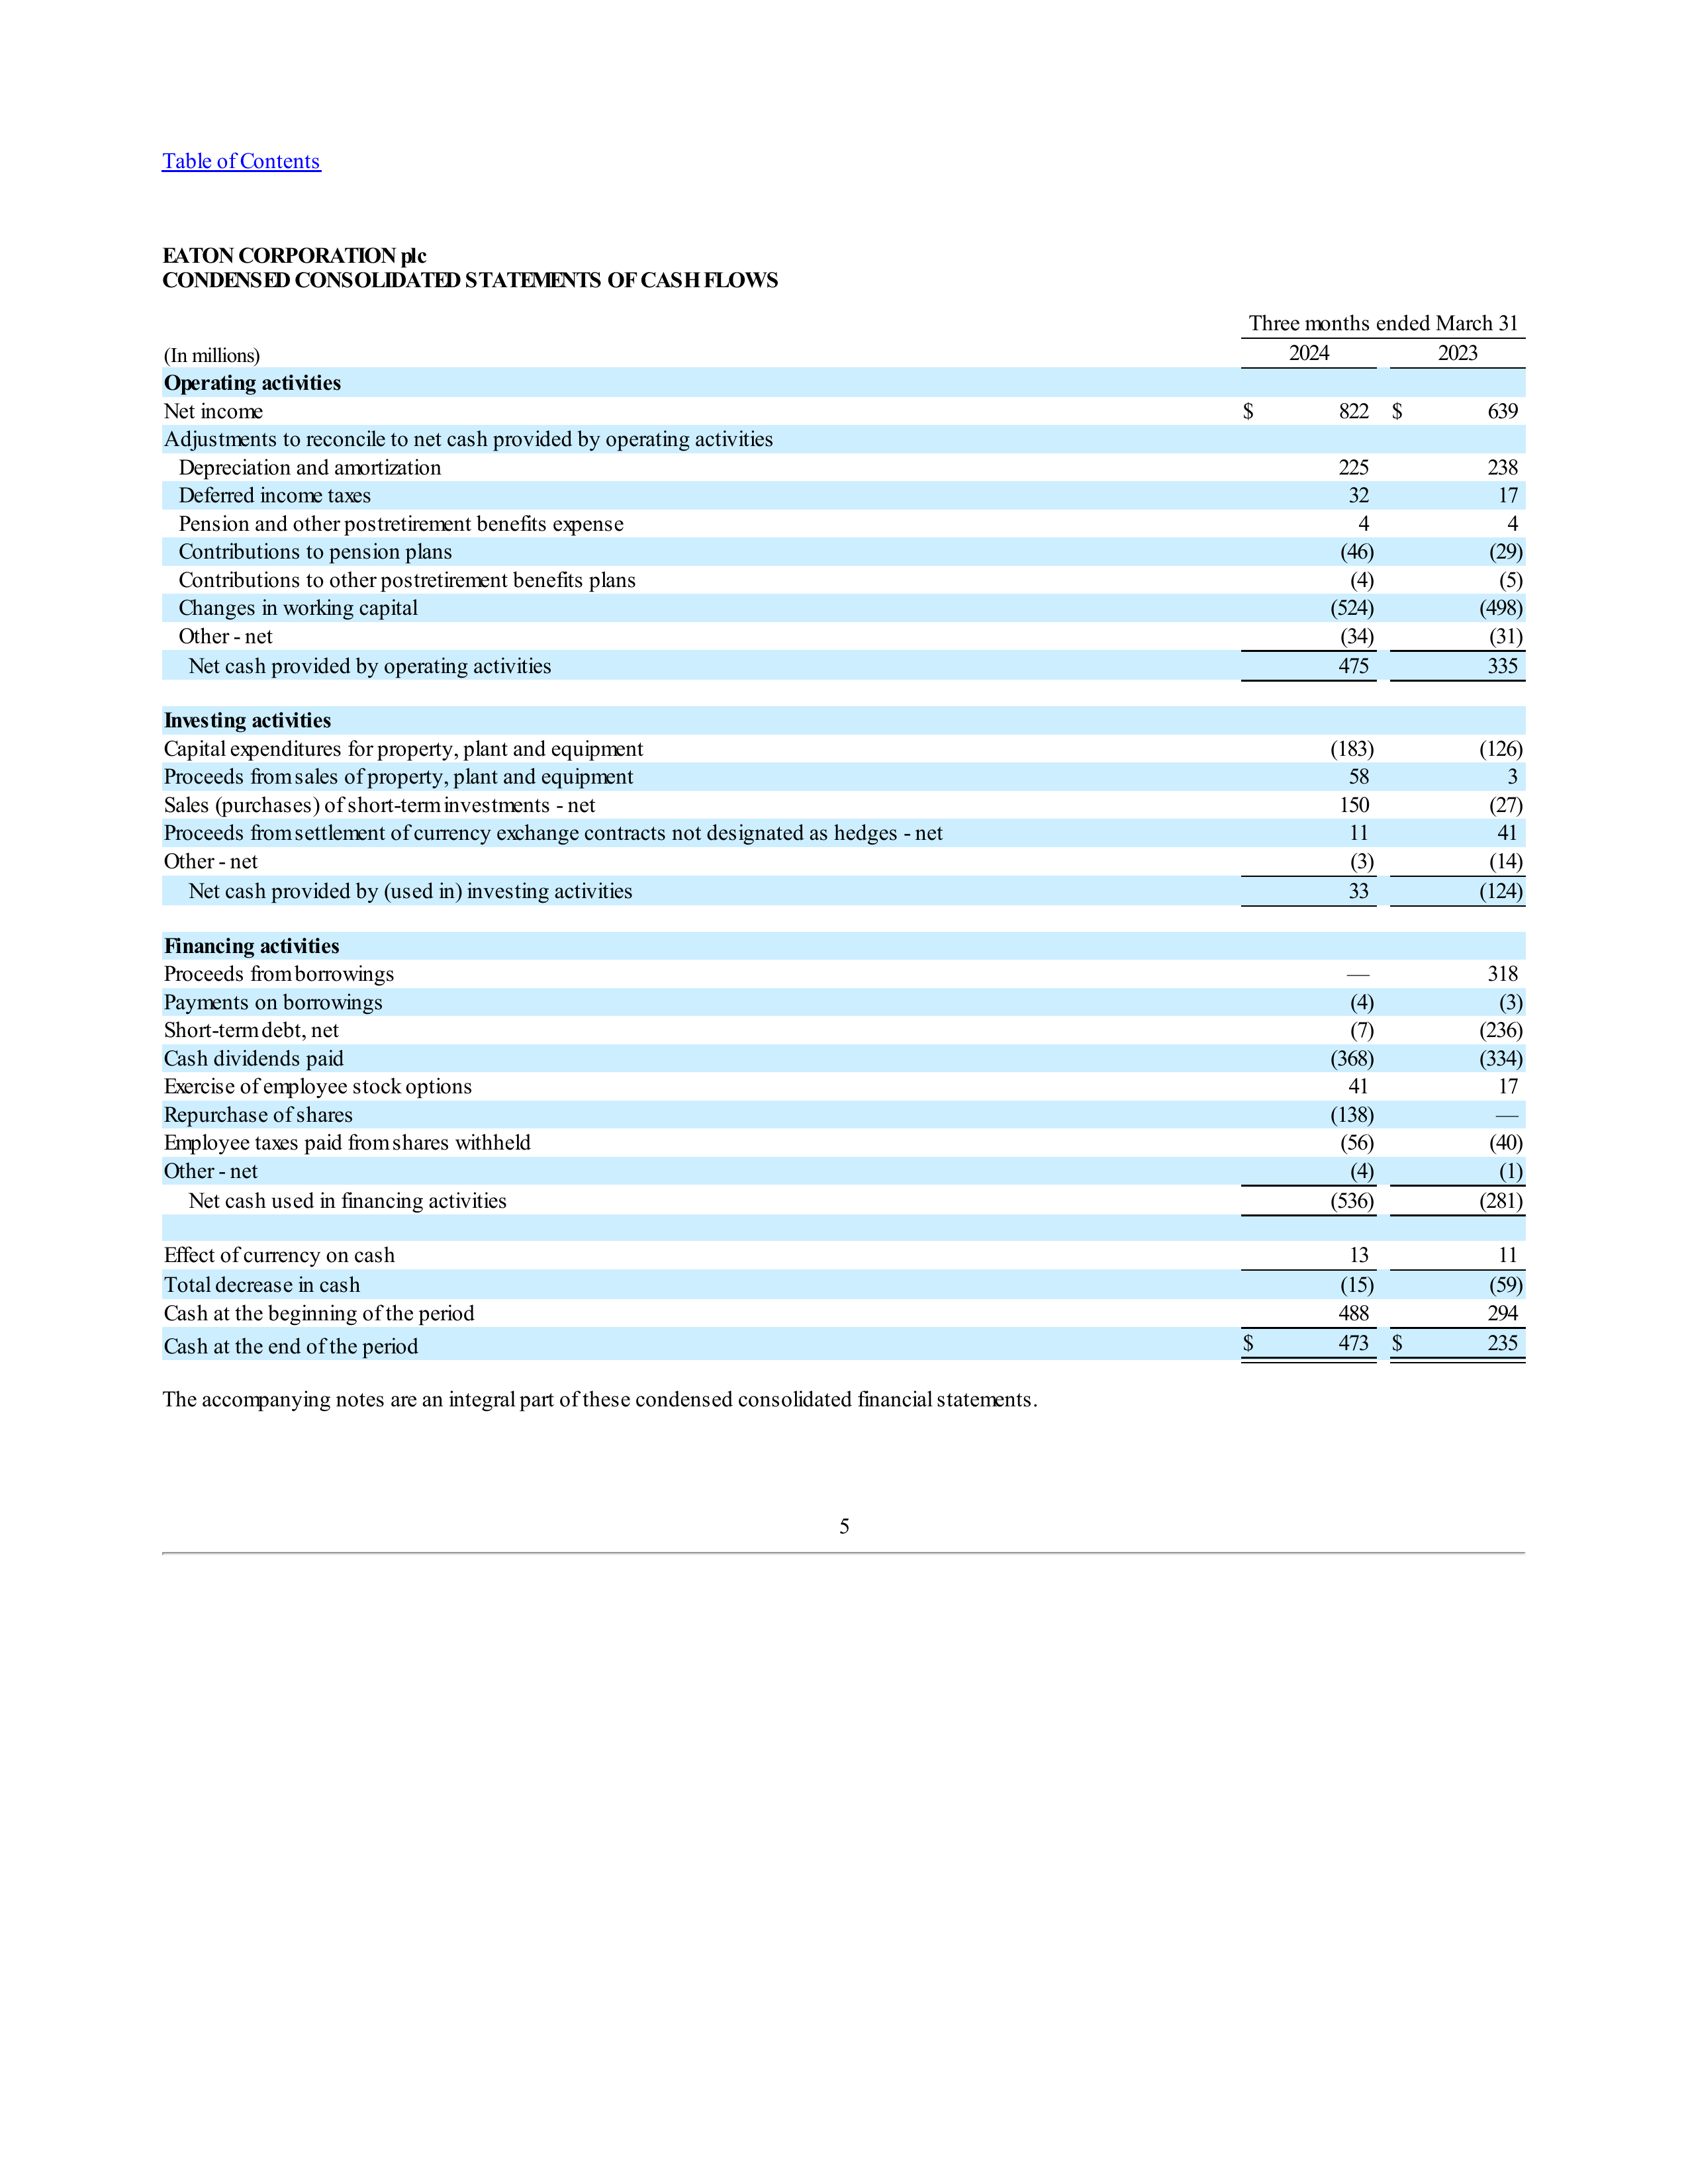 Table of Contents
EATON CORPORATION plc
CONDENSED CONSOLIDATED STATEMENTS OF CASH FLOWS
Three months ended March 31
(In millions) 2024 2023
Operating activities
Net income $ 822 $ 639
Adjustments to reconcile to net cash provided by operating activities
Depreciation and amortization 225 238
Deferred income taxes 32 17
Pension and other postretirement benefits expense 4 4
Contributions to pension plans (46) (29)
Contributions to other postretirement benefits plans (4) (5)
Changes in working capital (524) (498)
Other - net (34) (31)
Net cash provided by operating activities 475 335
Investing activities
Capital expenditures for property, plant and equipment (183) (126)
Proceeds from sales of property, plant and equipment 58 3
Sales (purchases) of short-term investments - net 150 (27)
Proceeds from settlement of currency exchange contracts not designated as hedges - net 11 41
Other - net (3) (14)
Net cash provided by (used in) investing activities 33 (124)
Financing activities
Proceeds from borrowings — 318
Payments on borrowings (4) (3)
Short-term debt, net (7) (236)
Cash dividends paid (368) (334)
Exercise of employee stock options 41 17
Repurchase of shares (138) —
Employee taxes paid from shares withheld (56) (40)
Other - net (4) (1)
Net cash used in financing activities (536) (281)
Effect of currency on cash 13 11
Total decrease in cash (15) (59)
Cash at the beginning of the period 488 294
Cash at the end of the period $ 473 $ 235
The accompanying notes are an integral part of these condensed consolidated financial statements.
5